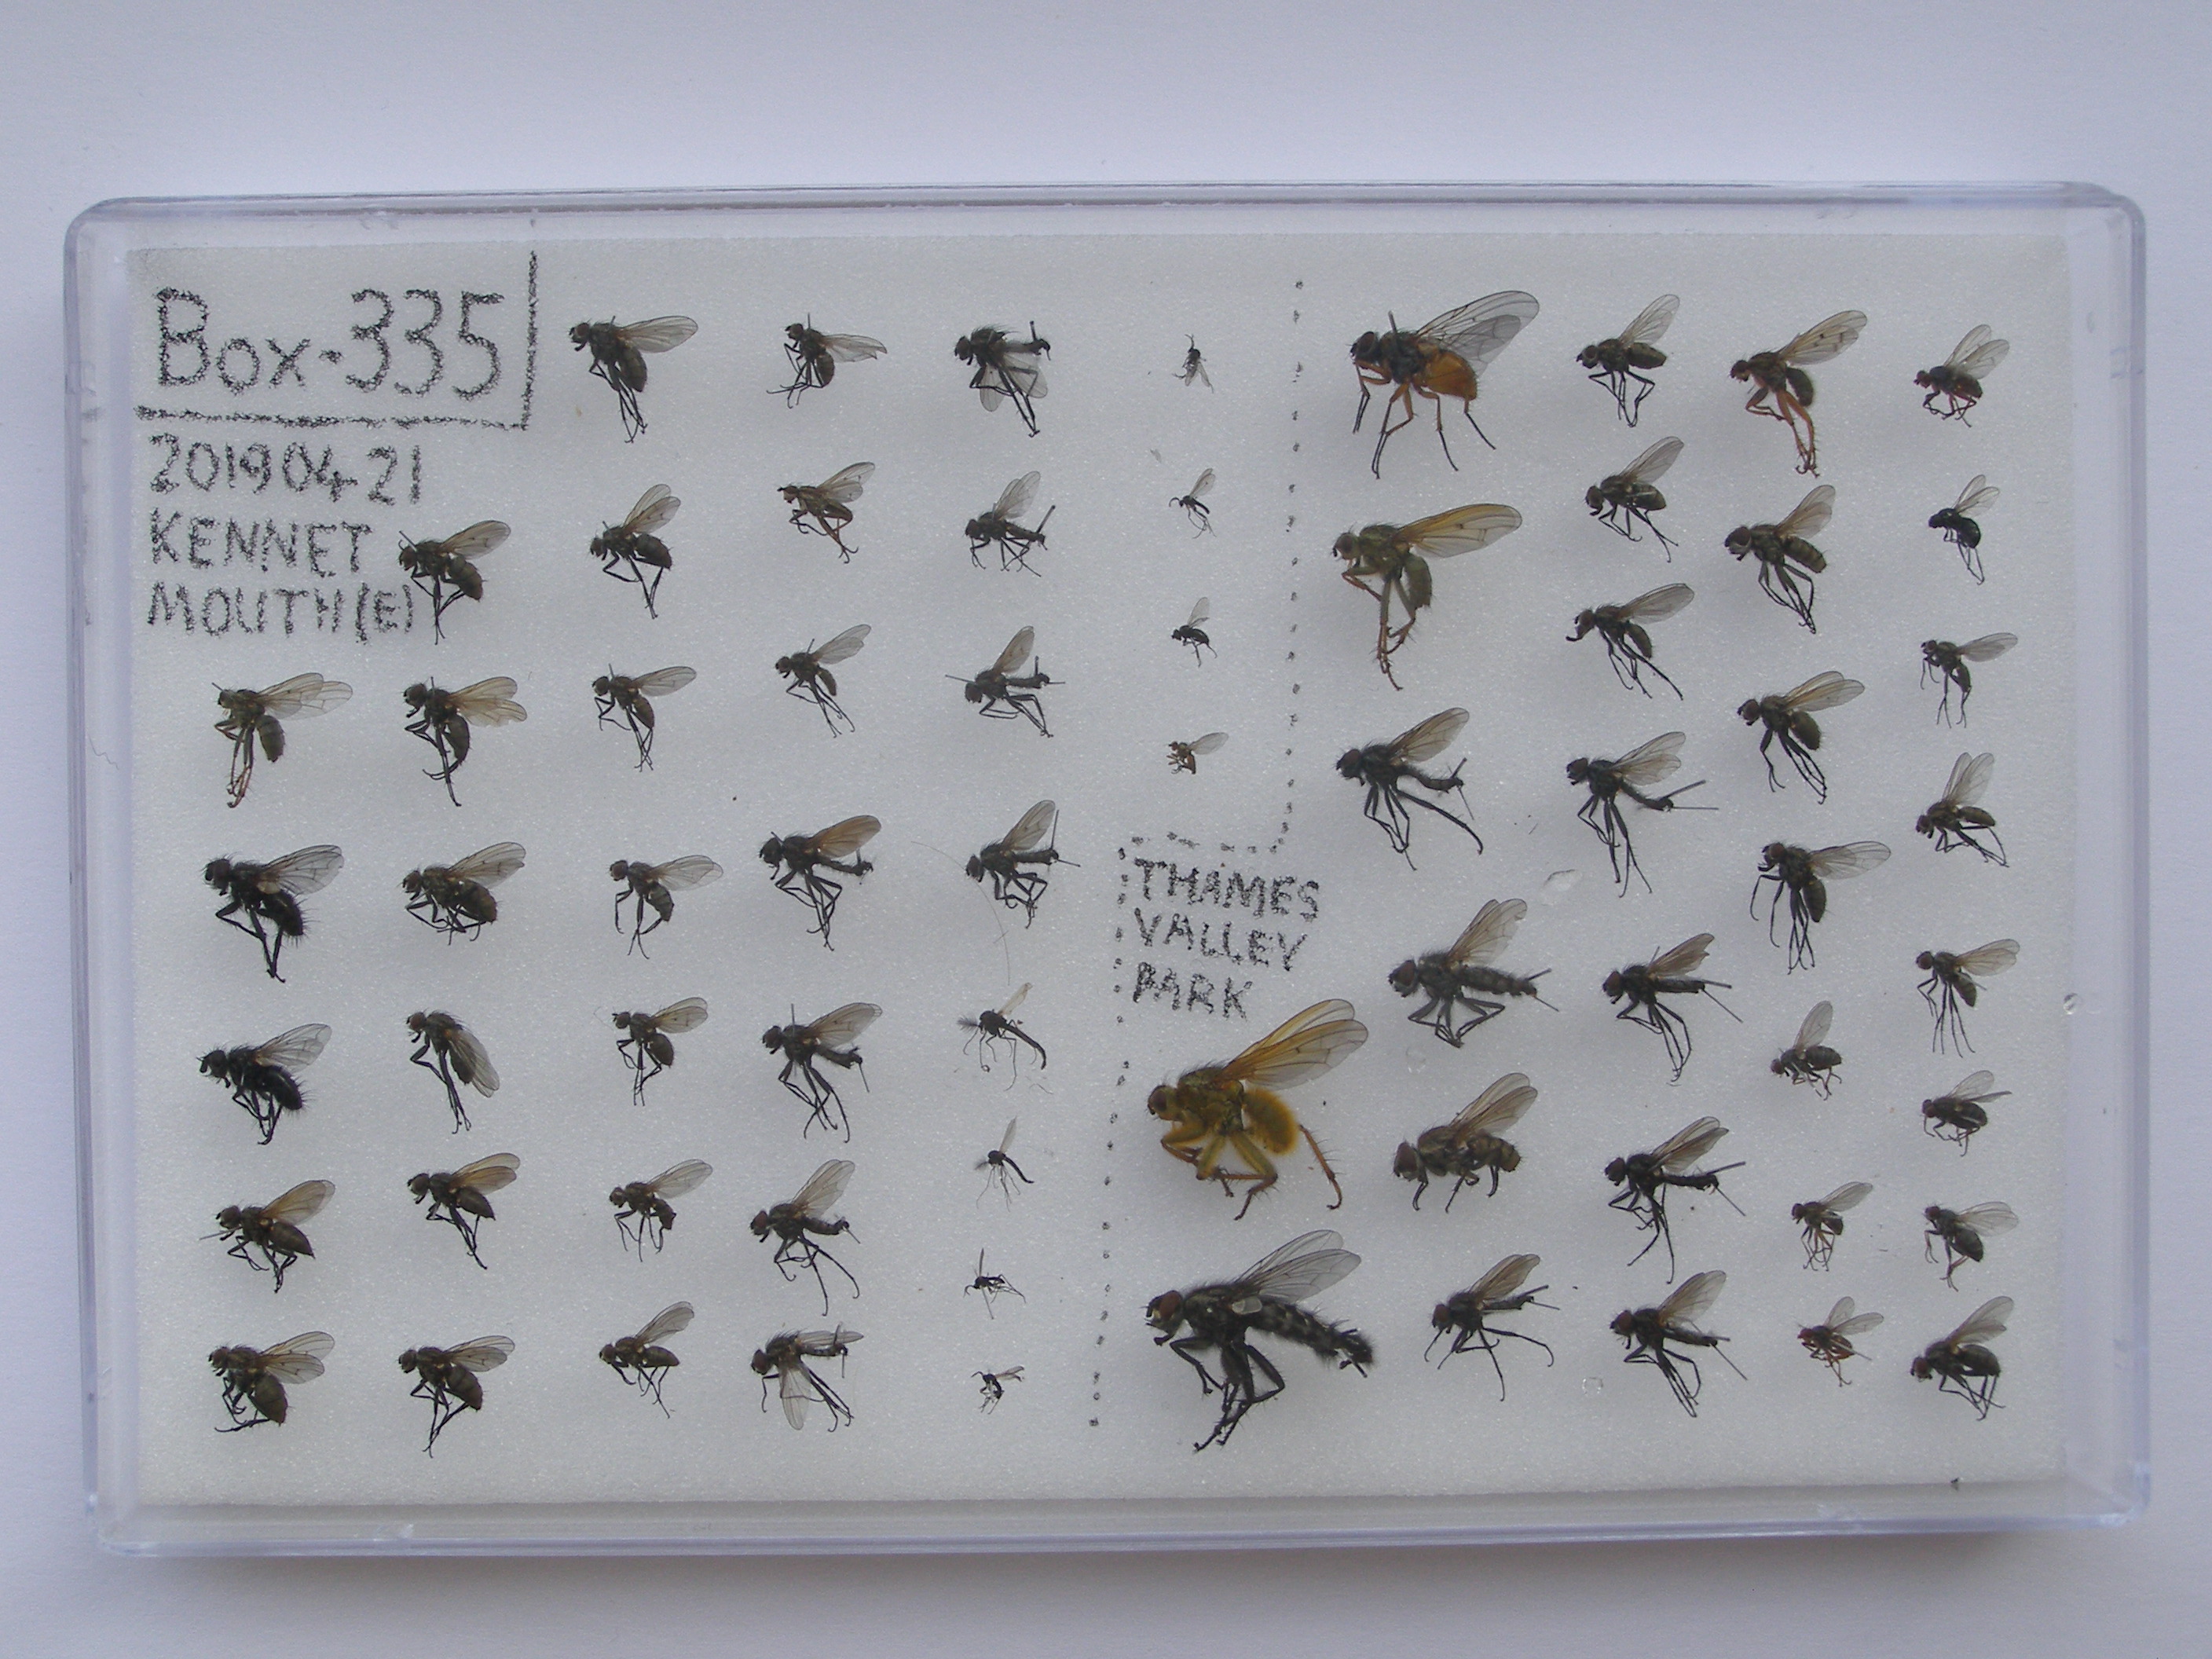 Box-335
20190421
KENNET
MOUTH(E)
THAMES
VALLEY
PARK